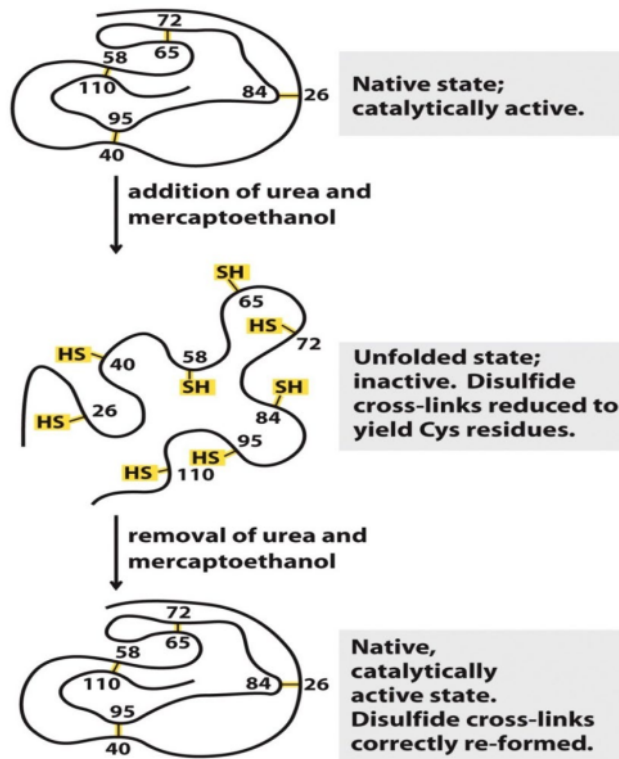 72
65
58
110
84
26
95
40
Native state;
catalytically active.
addition of urea and
mercaptoethanol
SH
65
HS
72
HS
40
58
SH
SH
84
HS
26
95
HS
HS
110
Unfolded state;
inactive. Disulfide
cross-links reduced to
yield Cys residues.
removal of urea and
mercaptoethanol
72
65
58
110
84
26
95
40
Native,
catalytically
active state.
Disulfide cross-links
correctly re-formed.